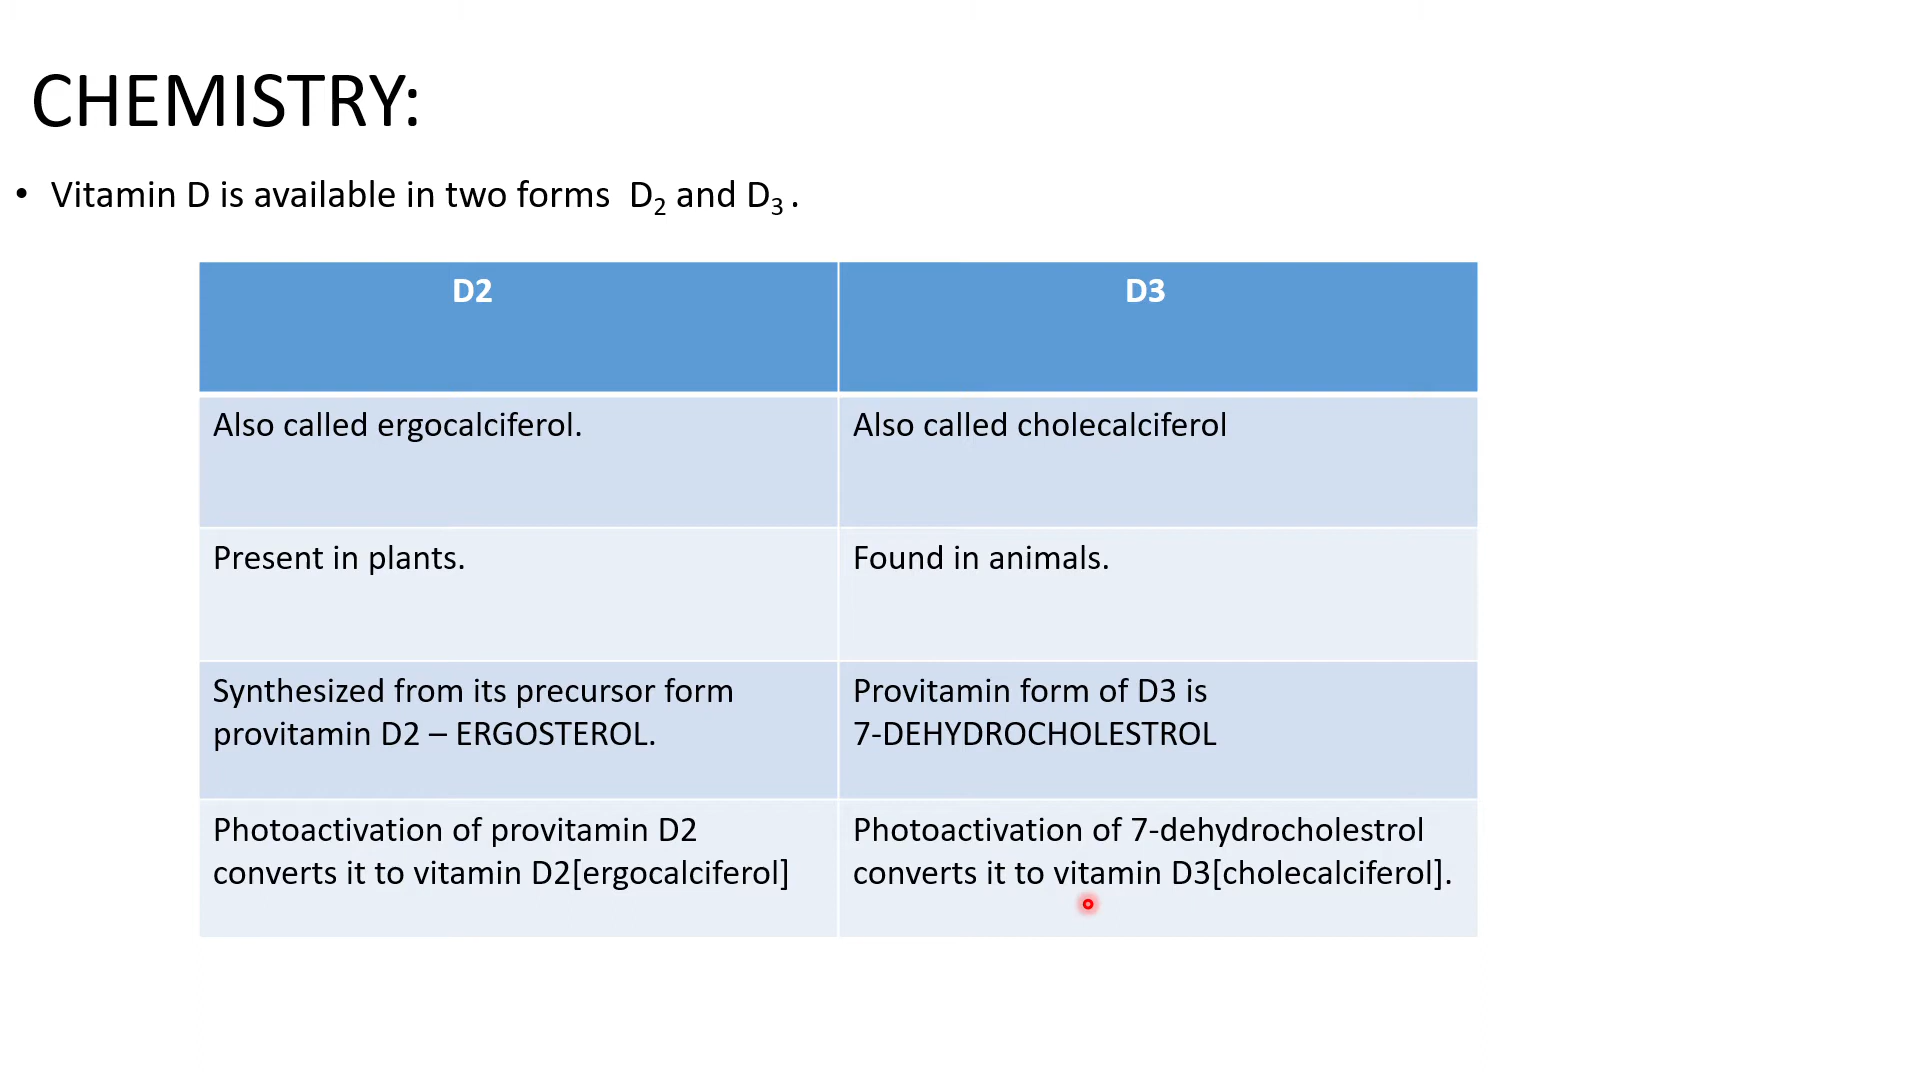 CHEMISTRY:
• Vitamin D is available in two forms D₂ and D₃ .
D2
D3
Also called ergocalciferol.
Also called cholecalciferol
Present in plants.
Found in animals.
Synthesized from its precursor form
provitamin D2 – ERGOSTEROL.
Provitamin form of D3 is
7-DEHYDROCHOLESTROL
Photoactivation of provitamin D2
converts it to vitamin D2[ergocalciferol]
Photoactivation of 7-dehydrocholestrol
converts it to vitamin D3[cholecalciferol].